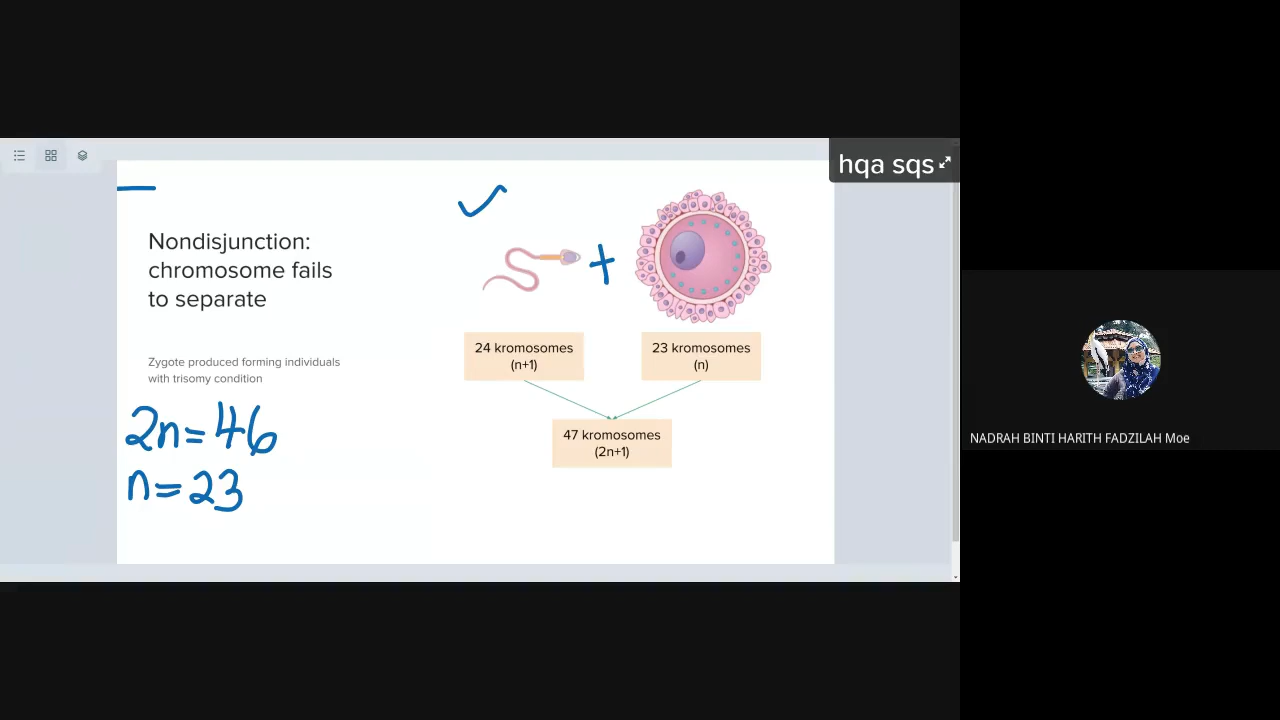 hqa sqs
Nondisjunction:
chromosome fails
to separate
Zygote produced forming individuals
with trisomy condition
2n=46
n=23
+
24 kromosomes
(n+1)
23 kromosomes
(n)
47 kromosomes
(2n+1)
NADRAH BINTI HARITH FADZILAH Moe